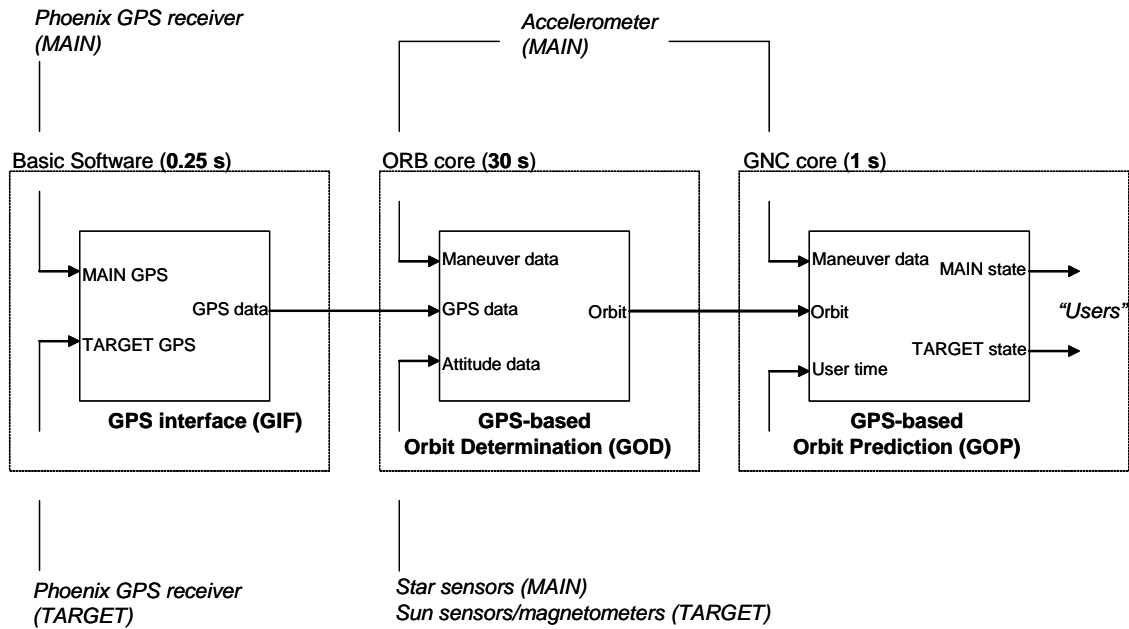 Phoenix GPS receiver
(MAIN)
Accelerometer
(MAIN)
Basic Software (0.25 s)
ORB core (30 s)
GNC core (1 s)
MAIN GPS
GPS data
TARGET GPS
GPS interface (GIF)
Maneuver data
GPS data
Orbit
Attitude data
GPS-based
Orbit Determination (GOD)
Maneuver data
MAIN state
Orbit
"Users"
TARGET state
User time
GPS-based
Orbit Prediction (GOP)
Phoenix GPS receiver
(TARGET)
Star sensors (MAIN)
Sun sensors/magnetometers (TARGET)